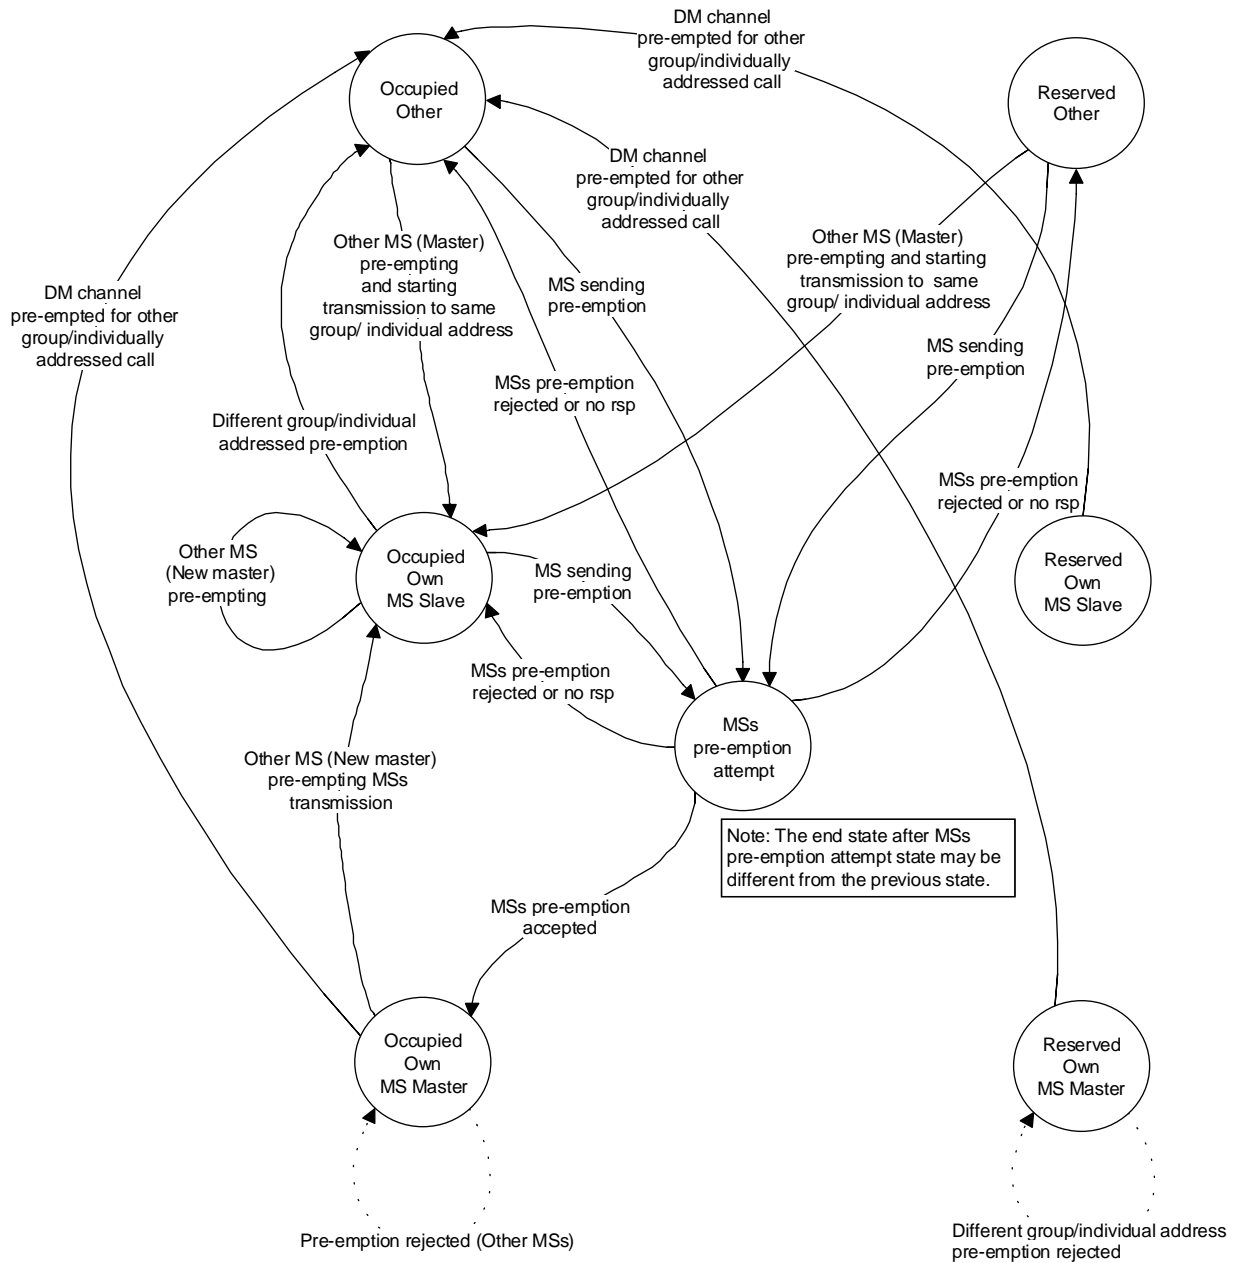 DM channel
pre-empted for other
group/individually
addressed call
Occupied
Other
Reserved
Other
DM channel
pre-empted for other
group/individually
addressed call
Other MS (Master)
pre-empting
and starting
transmission to same
group/ individual address
Other MS (Master)
pre-empting and starting
transmission to same
group/ individual address
MS sending
pre-emption
DM channel
pre-empted for other
group/individually
addressed call
MS sending
pre-emption
MSs pre-emption
rejected or no rsp
Different group/individual
addressed pre-emption
MSs pre-emption
rejected or no rsp
Other MS
(New master)
pre-empting
Occupied
Own
MS Slave
MS sending
pre-emption
Reserved
Own
MS Slave
MSs pre-emption
rejected or no rsp
MSs
pre-emption
attempt
Other MS (New master)
pre-empting MSs
transmission
Note: The end state after MSs
pre-emption attempt state may be
different from the previous state.
MSs pre-emption
accepted
Occupied
Own
MS Master
Reserved
Own
MS Master
Pre-emption rejected (Other MSs)
Different group/individual address
pre-emption rejected